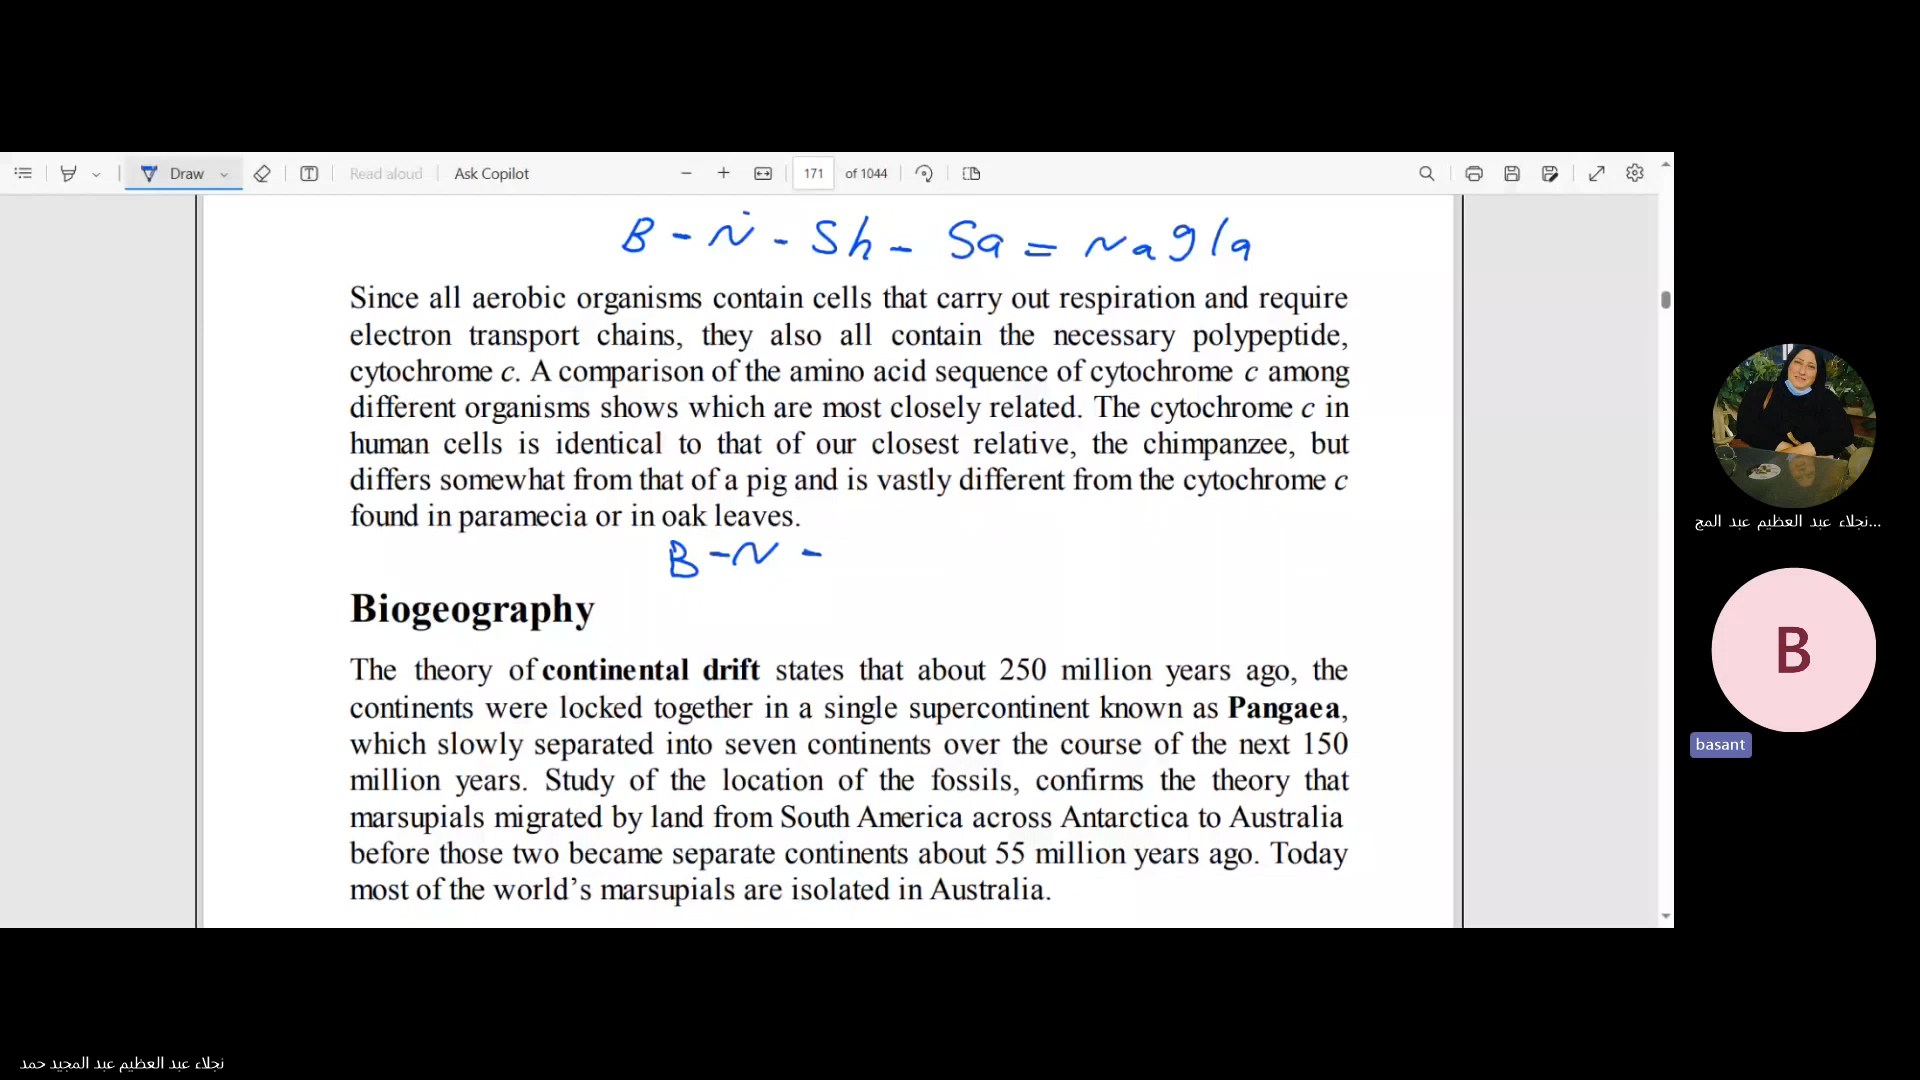 Draw
Read aloud
Ask Copilot
171 of 1044
B - N - Sh - Sa = Nagla
Since all aerobic organisms contain cells that carry out respiration and require
electron transport chains, they also all contain the necessary polypeptide,
cytochrome c. A comparison of the amino acid sequence of cytochrome c among
different organisms shows which are most closely related. The cytochrome c in
human cells is identical to that of our closest relative, the chimpanzee, but
differs somewhat from that of a pig and is vastly different from the cytochrome c
found in paramecia or in oak leaves.
B - N -
Biogeography
The theory of continental drift states that about 250 million years ago, the
continents were locked together in a single supercontinent known as Pangaea,
which slowly separated into seven continents over the course of the next 150
million years. Study of the location of the fossils, confirms the theory that
marsupials migrated by land from South America across Antarctica to Australia
before those two became separate continents about 55 million years ago. Today
most of the world’s marsupials are isolated in Australia.
نجلاء عبد العظيم عبد المج...
B
basant
نجلاء عبد العظيم عبد المجيد حمد